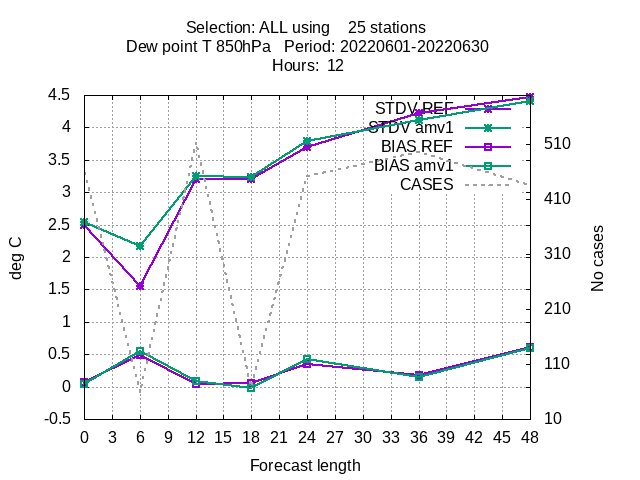 Selection: ALL using    25 stations
Dew point T 850hPa   Period: 20220601-20220630
Hours:  12
4.5
4
3.5
3
2.5
2
1.5
1
0.5
0
-0.5
deg C
STDV REF
STDV amv1
BIAS REF
BIAS amv1
CASES
510
410
310
210
110
10
No cases
0 3 6 9 12 15 18 21 24 27 30 33 36 39 42 45 48
Forecast length